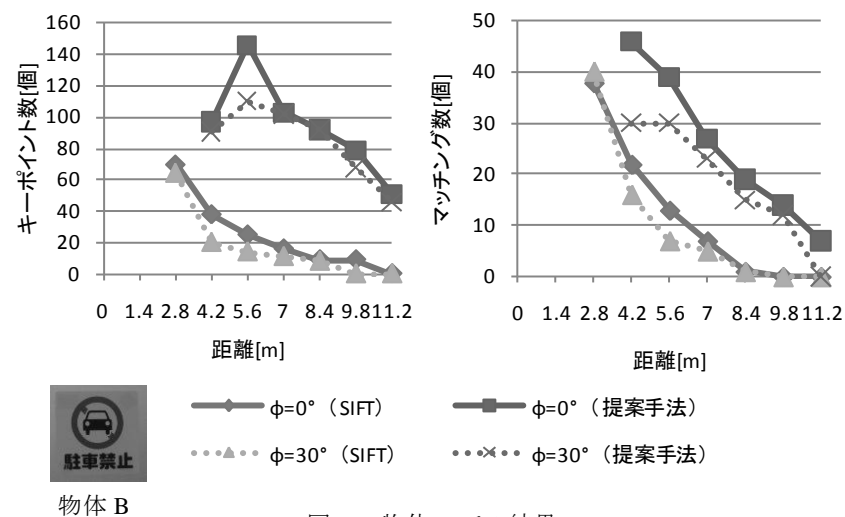 160
140
120
100
80
60
40
20
0
キーポイント数[個]
0 1.4 2.8 4.2 5.6 7 8.4 9.8 11.2
距離[m]
50
40
30
20
10
0
マッチング数[個]
0 1.4 2.8 4.2 5.6 7 8.4 9.8 11.2
距離[m]
駐車禁止
物体 B
φ=0°（SIFT）
φ=0°（提案手法）
φ=30°（SIFT）
φ=30°（提案手法）